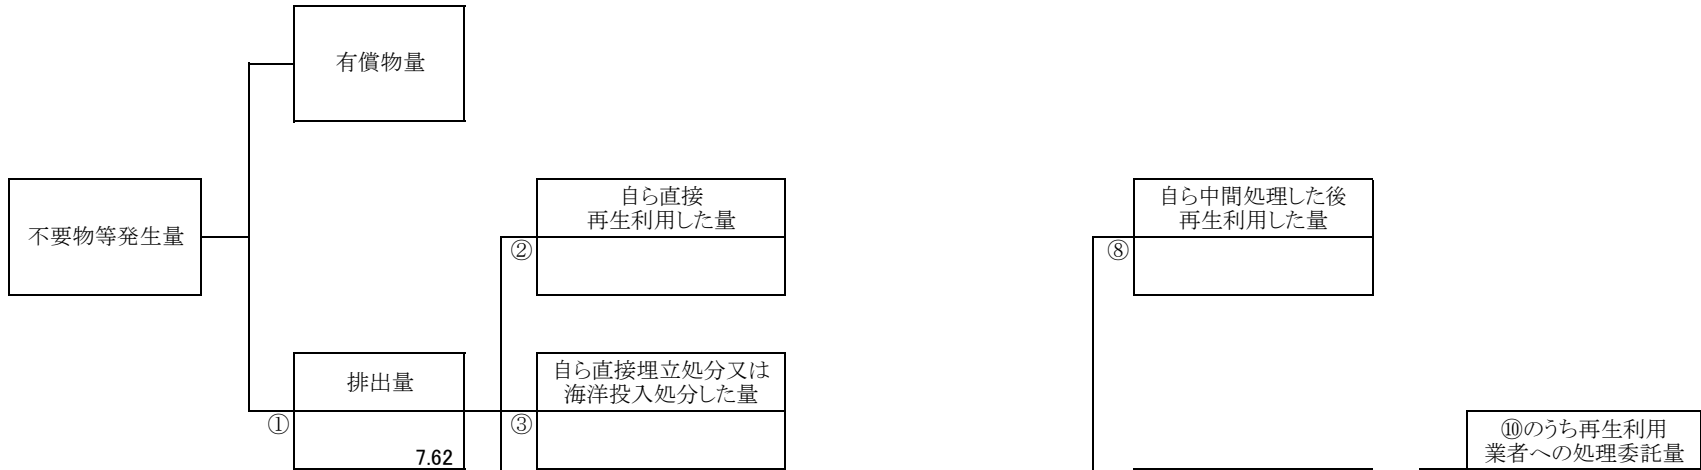 有償物量
不要物等発生量
自ら直接
再生利用した量
②
自ら中間処理した後
再生利用した量
⑧
排出量
①
7.62
自ら直接埋立処分又は
海洋投入処分した量
③
⑩のうち再生利用
業者への処理委託量